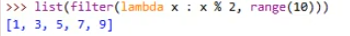 >>> list(filter(lambda x : x % 2, range(10)))
[1, 3, 5, 7, 9]